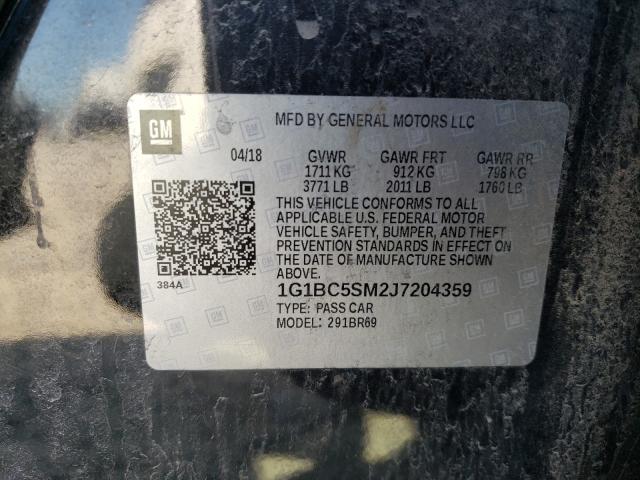 GM
MFD BY GENERAL MOTORS LLC
04/18 GVWR GAWR FRT GAWR RR
1711 KG 912 KG 798 KG
3771 LB 2011 LB 1760 LB
THIS VEHICLE CONFORMS TO ALL
APPLICABLE U.S. FEDERAL MOTOR
VEHICLE SAFETY, BUMPER, AND THEFT
PREVENTION STANDARDS IN EFFECT ON
THE DATE OF MANUFACTURE SHOWN
ABOVE.
384A
1G1BC5SM2J7204359
TYPE: PASS CAR
MODEL: 291BR69